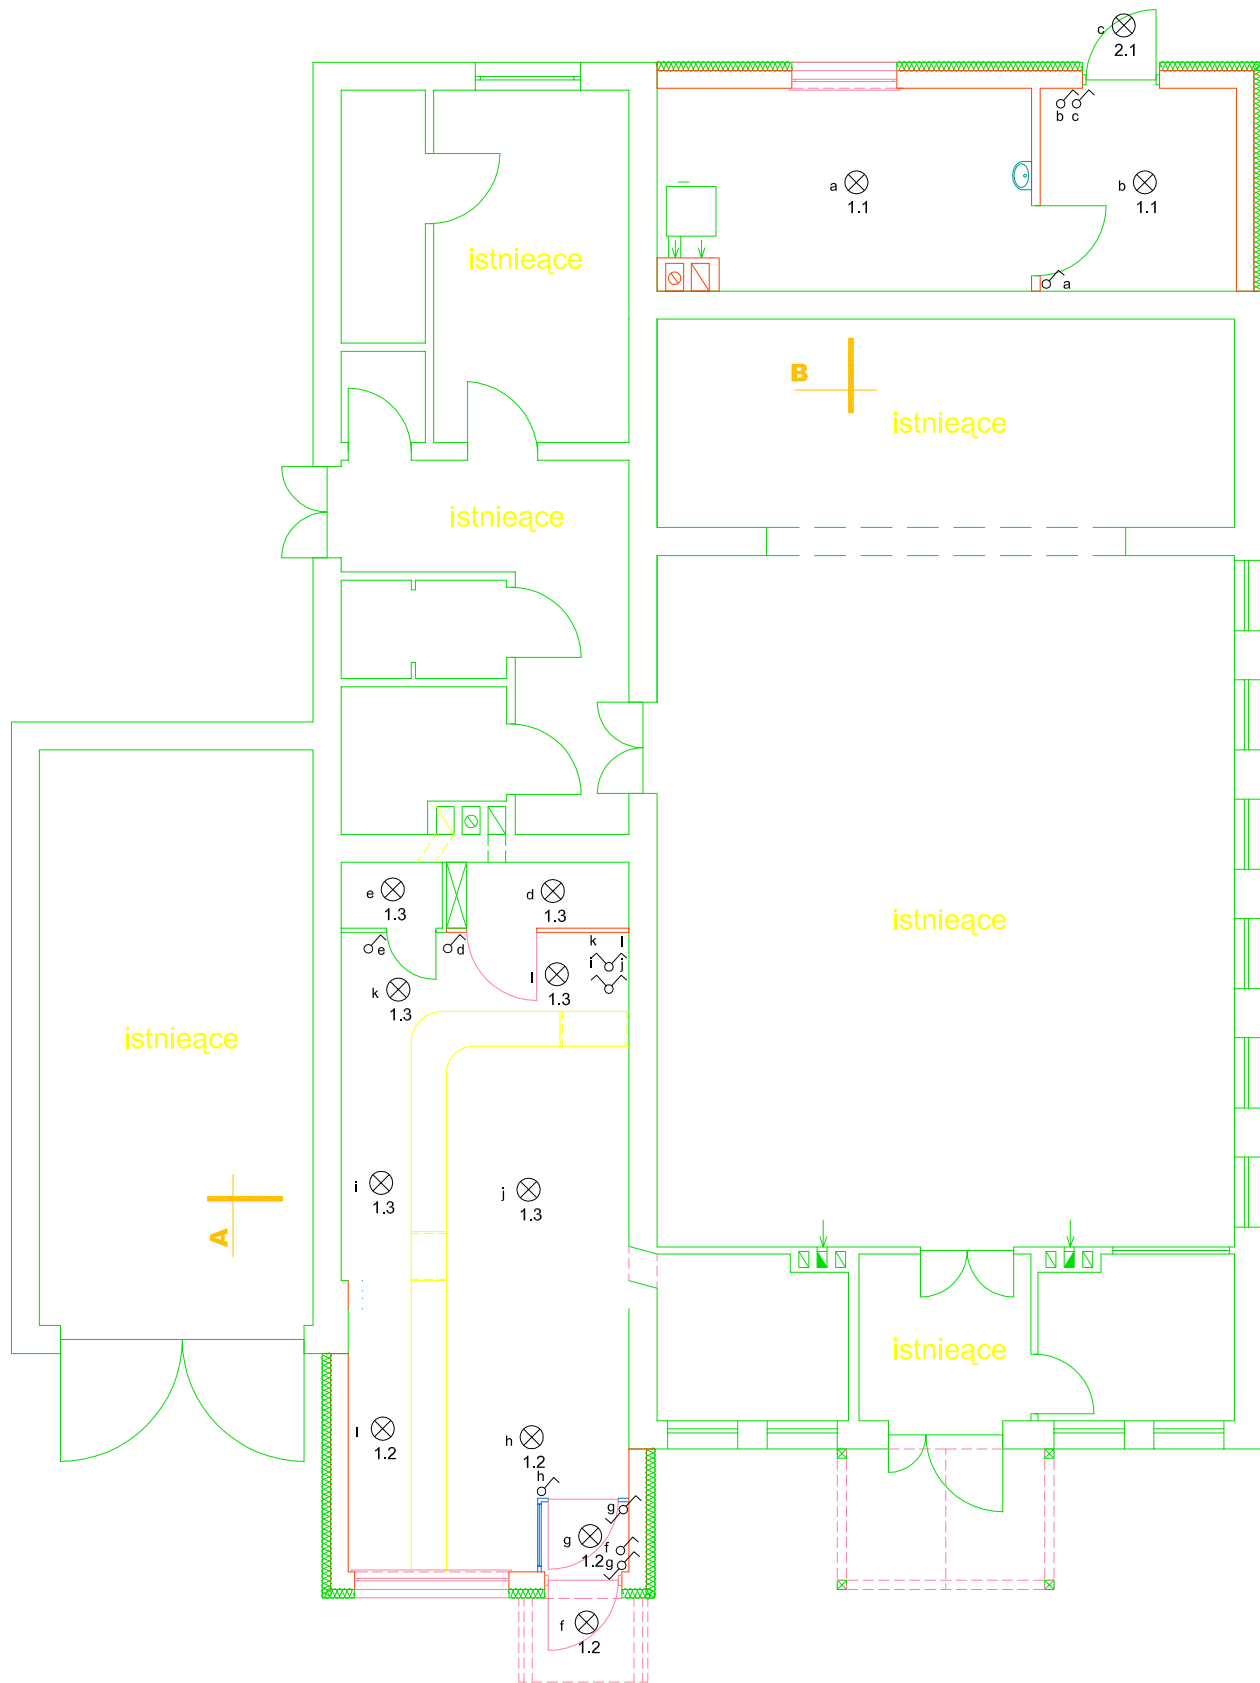 c
2.1
b c
a
1.1
b
1.1
istnieące
a
B
istnieące
istnieące
e
1.3
d
1.3
istnieące
e
d
k l
i j
k
1.3
l
1.3
istnieące
i
1.3
j
1.3
A
istnieące
l
1.2
h
1.2
h
g
g
1.2
f
g
f
1.2